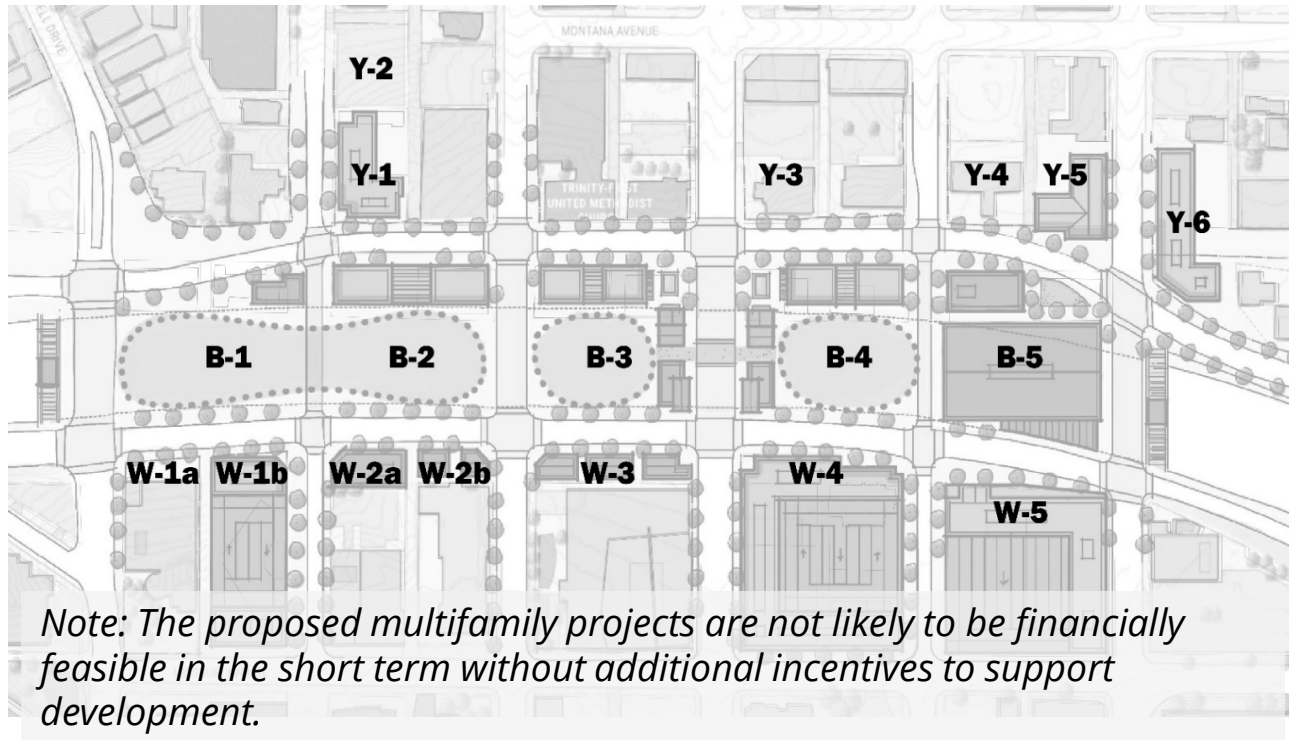 ELL DRIVE
MONTANA AVENUE
Y-2
Y-1
Y-3
Y-4
Y-5
TRINITY-FIRST
UNITED METHODIST
Y-6
B-1
B-2
B-3
B-4
B-5
W-1a
W-1b
W-2a
W-2b
W-3
W-4
W-5
Note: The proposed multifamily projects are not likely to be financially
feasible in the short term without additional incentives to support
development.